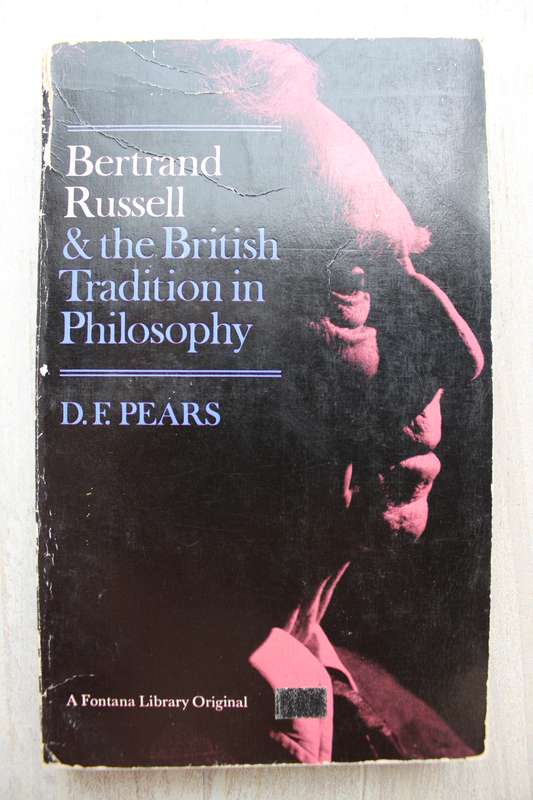 Bertrand
Russell
& the British
Tradition in
Philosophy
D. F. PEARS
A Fontana Library Original